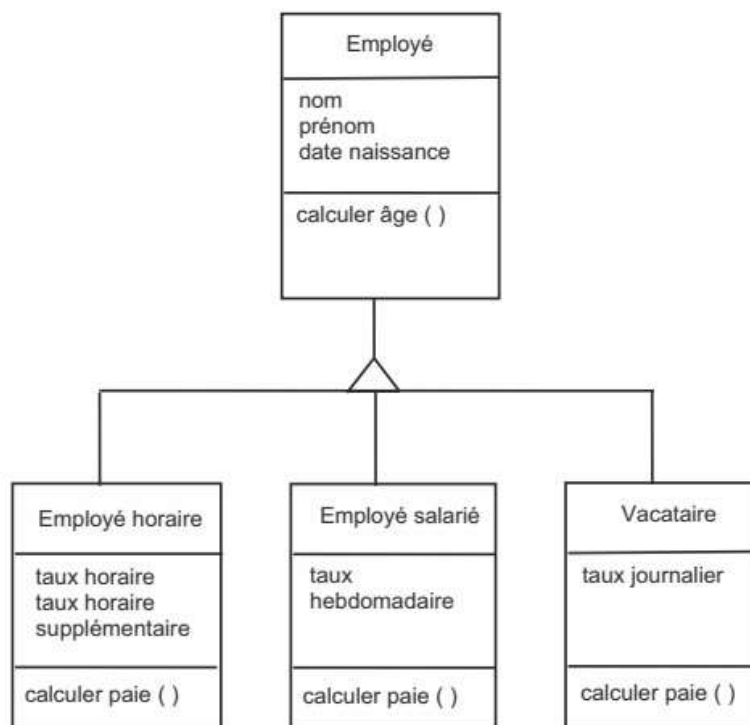 Employé
nom
prénom
date naissance
calculer âge ( )
Employé horaire
taux horaire
taux horaire
supplémentaire
calculer paie ( )
Employé salarié
taux
hebdomadaire
calculer paie ( )
Vacataire
taux journalier
calculer paie ( )